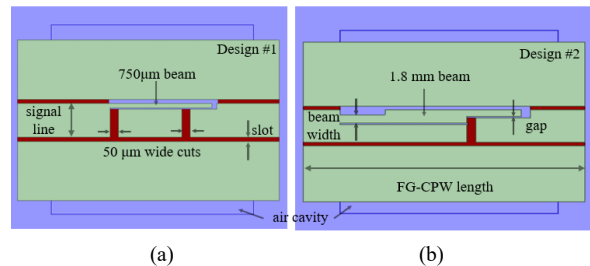 Design #1
750μm beam
signal
line
slot
50 μm wide cuts
(a)
Design #2
1.8 mm beam
beam
width
gap
FG-CPW length
air cavity
(b)